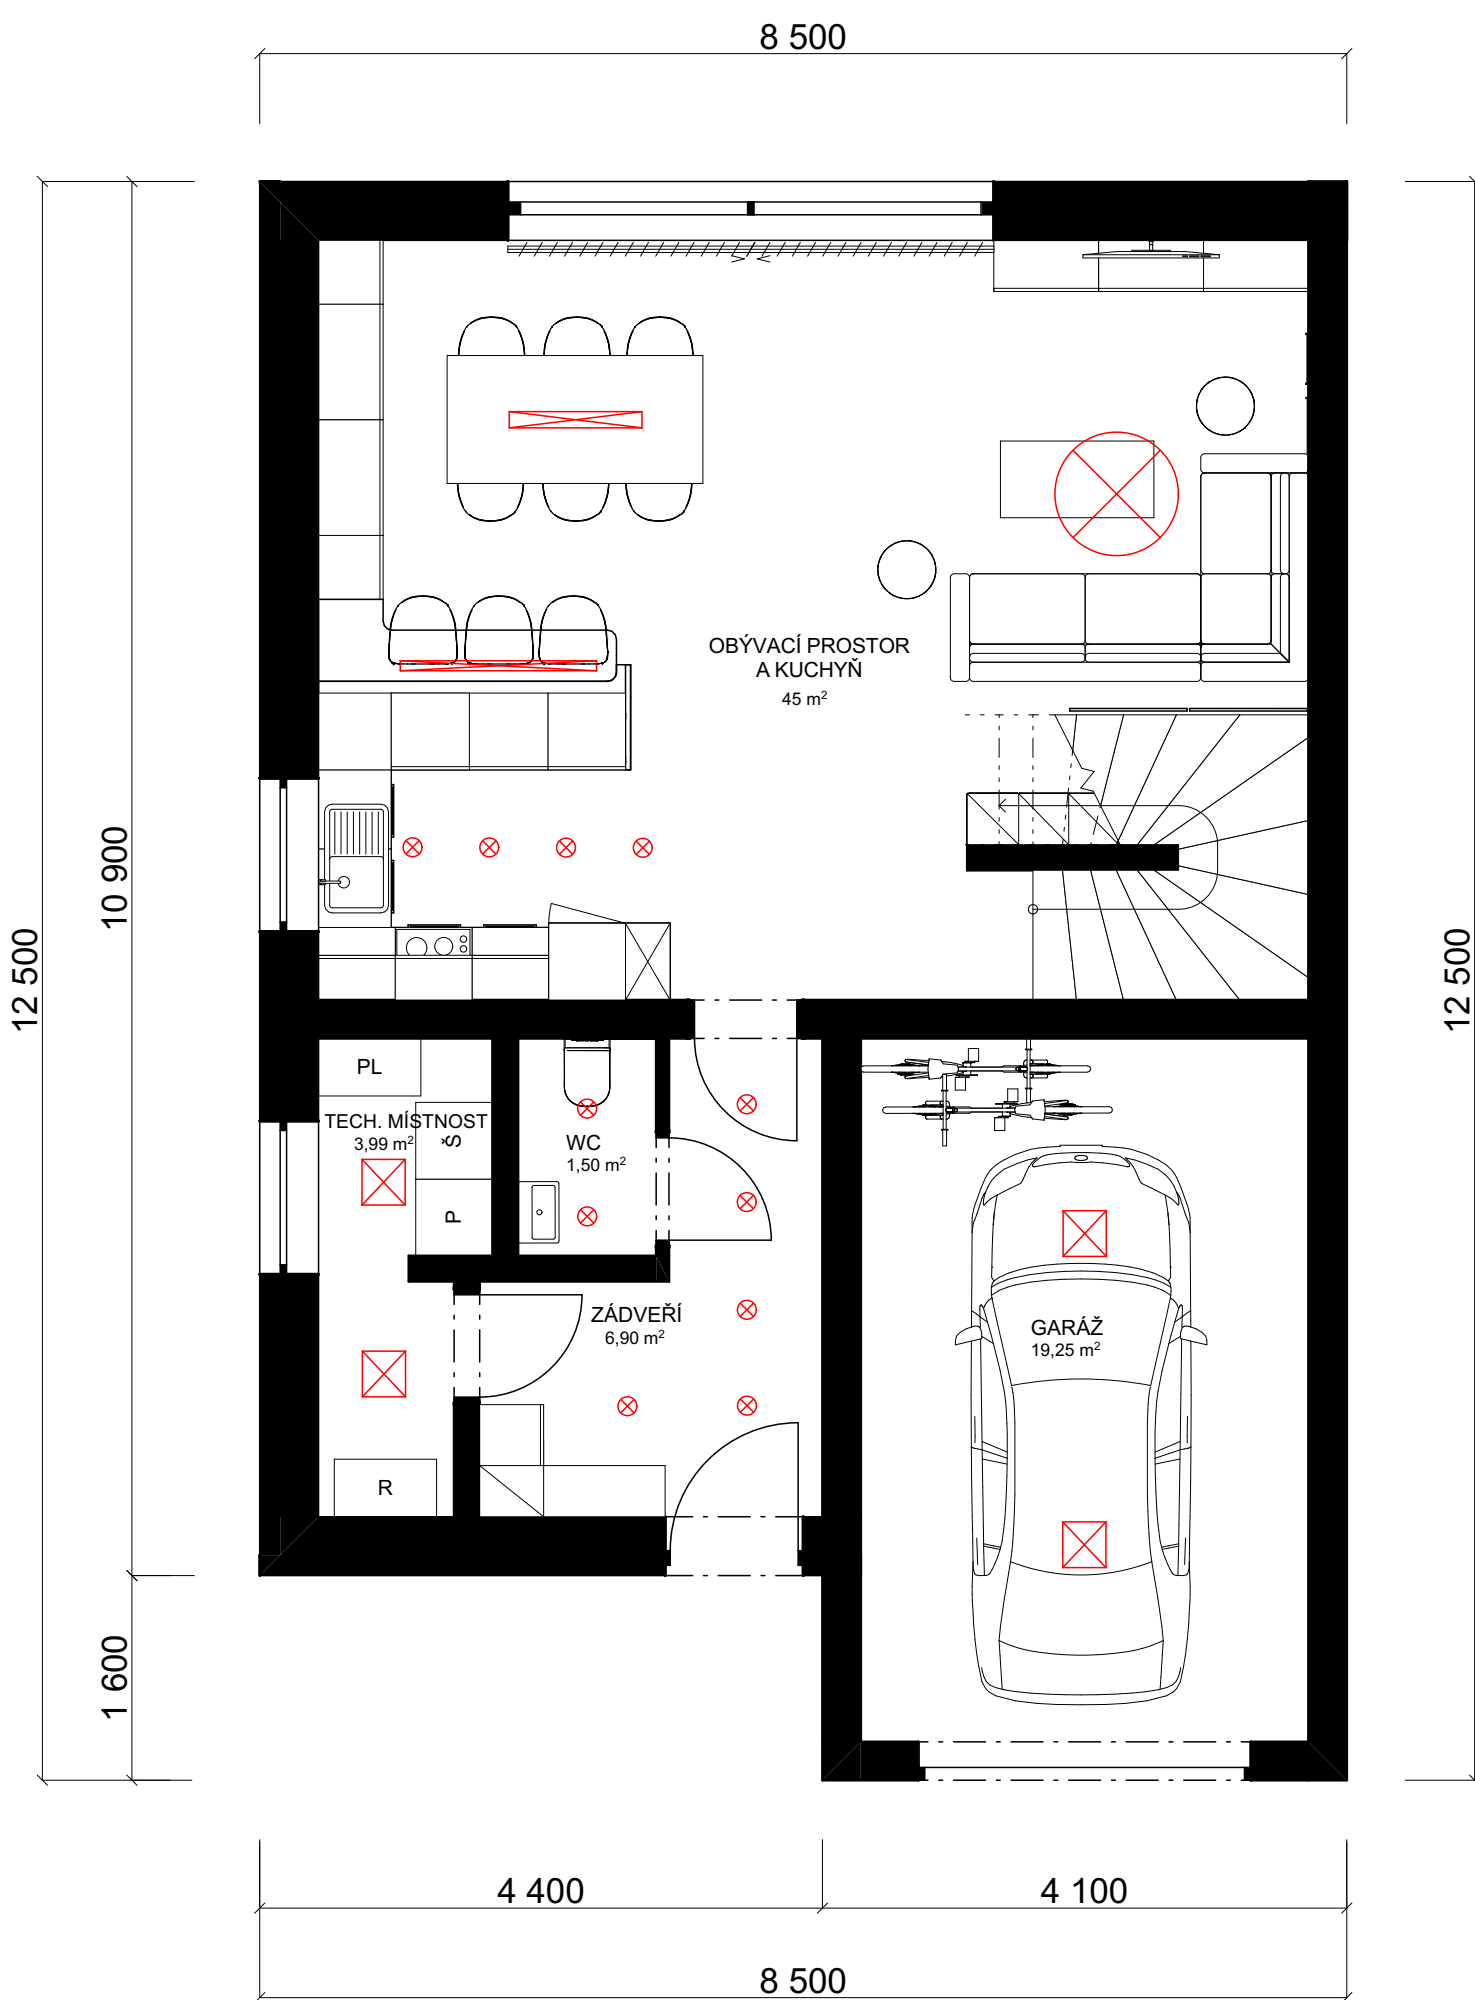 8 500
12 500
10 900
1 600
12 500
OBÝVACÍ PROSTOR
A KUCHYŇ
45 m²
PL
TECH. MÍSTNOST
3,99 m²
Š
P
WC
1,50 m²
ZÁDVEŘÍ
6,90 m²
GARÁŽ
19,25 m²
R
4 400
4 100
8 500